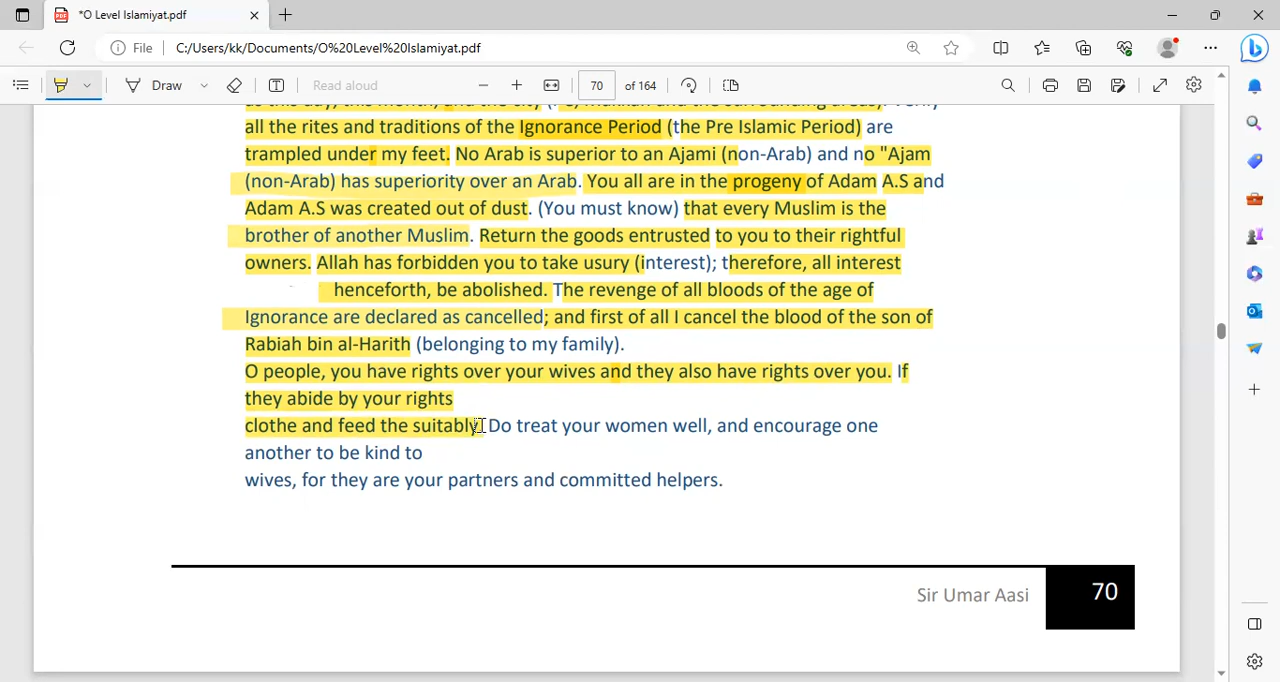 *O Level Islamiyat.pdf
File
C:/Users/kk/Documents/O%20Level%20Islamiyat.pdf
Draw
Read aloud
70
of 164
as this day, this month, and the city
all the rites and traditions of the Ignorance Period (the Pre Islamic Period) are
trampled under my feet. No Arab is superior to an Ajami (non-Arab) and no "Ajam
(non-Arab) has superiority over an Arab. You all are in the progeny of Adam A.S and
Adam A.S was created out of dust. (You must know) that every Muslim is the
brother of another Muslim. Return the goods entrusted to you to their rightful
owners. Allah has forbidden you to take usury (interest); therefore, all interest
henceforth, be abolished. The revenge of all bloods of the age of
Ignorance are declared as cancelled; and first of all I cancel the blood of the son of
Rabiah bin al-Harith (belonging to my family).
O people, you have rights over your wives and they also have rights over you. If
they abide by your rights
clothe and feed the suitably. Do treat your women well, and encourage one
another to be kind to
wives, for they are your partners and committed helpers.
Sir Umar Aasi
70